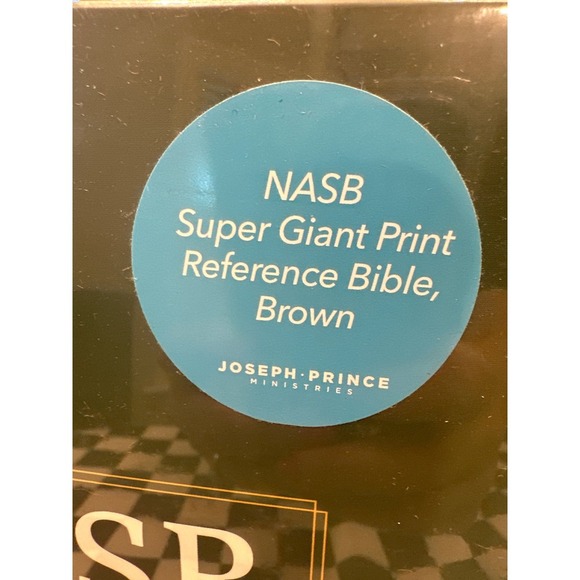 NASB
Super Giant Print
Reference Bible,
Brown
JOSEPH · PRINCE
MINISTRIES
SB